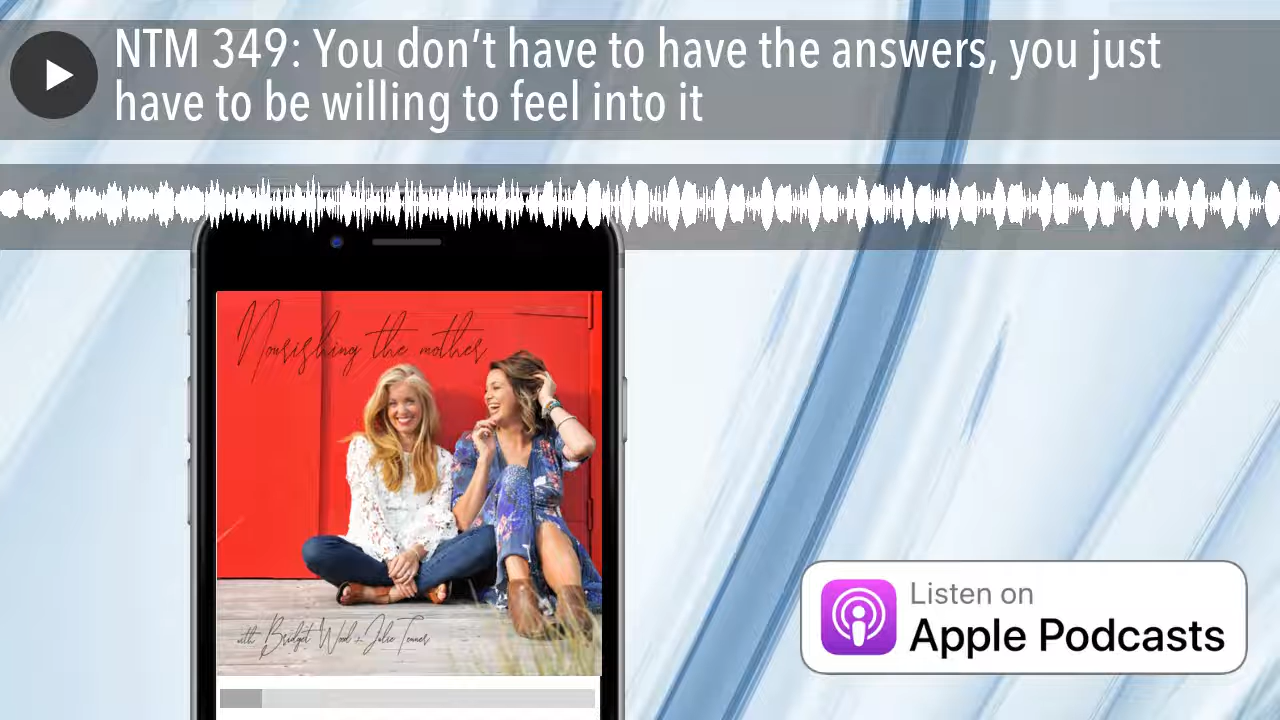 NTM 349: You don’t have to have the answers, you just
have to be willing to feel into it
Nourishing the mother
with Bridget Wood + Julie Tenner
Listen on
Apple Podcasts